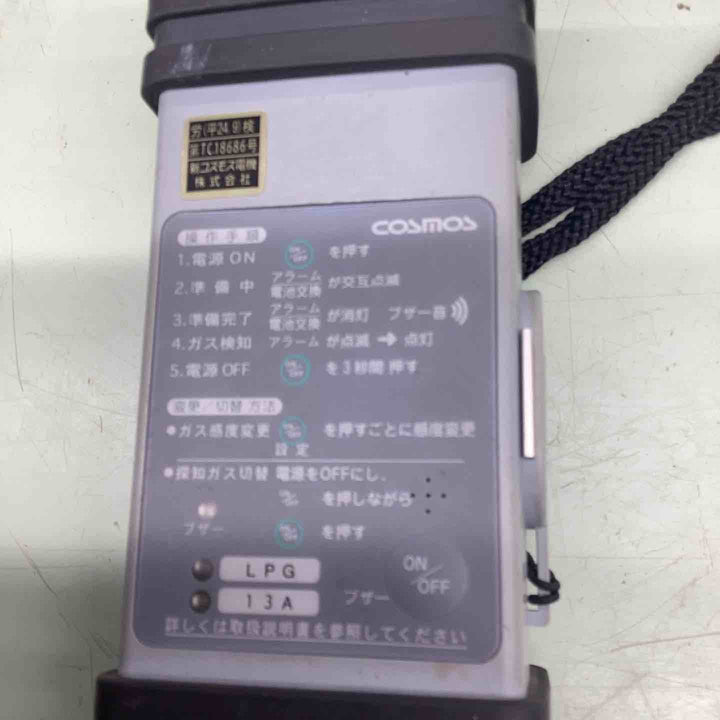 労(平24.9)検
第TC18686号
新コスモス電機
株式会社
COSMOS
操作手順
1.電源ON ON/OFF を押す
2.準備中 アラーム 電池交換 が交互点滅
3.準備完了 アラーム 電池交換 が消灯 ブザー音
4.ガス検知 アラーム が点滅 ➔ 点灯
5.電源OFF ON/OFF を3秒間押す
変更/切替方法
●ガス感度変更 を押すごとに感度変更
設定
●探知ガス切替 電源をOFFにし、
を押しながら
ブザー を押す
LPG
13A
ブザー ON/OFF
詳しくは取扱説明書を参照してください